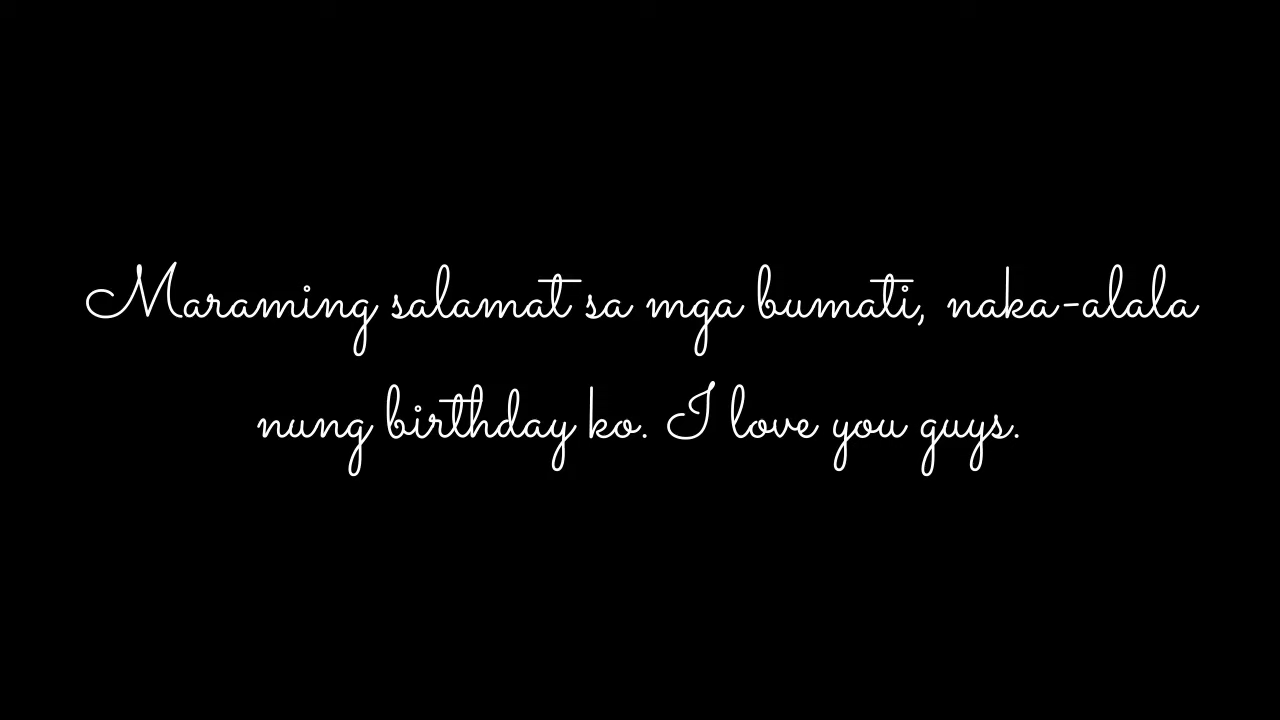 Maraming salamat sa mga bumati, naka-alala
nung birthday ko. I love you guys.